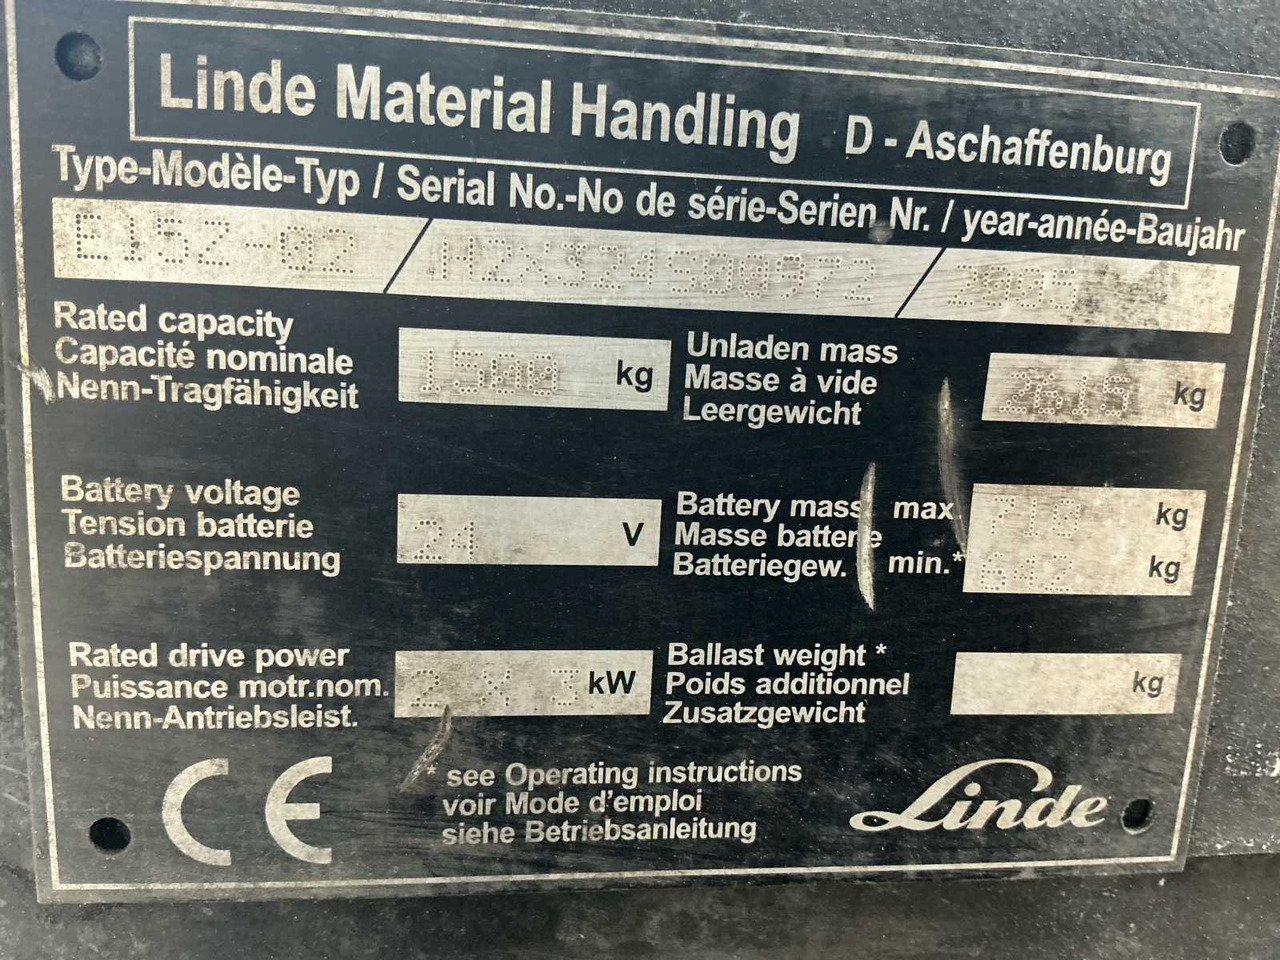 Linde Material Handling D - Aschaffenburg
Type-Modèle-Typ / Serial No.-No de série-Serien Nr. / year-année-Baujahr
E15Z-02 / H2X324S00972 / 2005
Rated capacity
Capacité nominale
Nenn-Tragfähigkeit
1500 kg
Unladen mass
Masse à vide
Leergewicht
2618 kg
Battery voltage
Tension batterie
Batteriespannung
24 V
Battery mass max
Masse batterie
Batteriegew. min.*
710 kg
642 kg
Rated drive power
Puissance motr.nom.
Nenn-Antriebsleist.
2 X 3 kW
Ballast weight *
Poids additionnel
Zusatzgewicht
kg
CE
* see Operating instructions
voir Mode d'emploi
siehe Betriebsanleitung
Linde